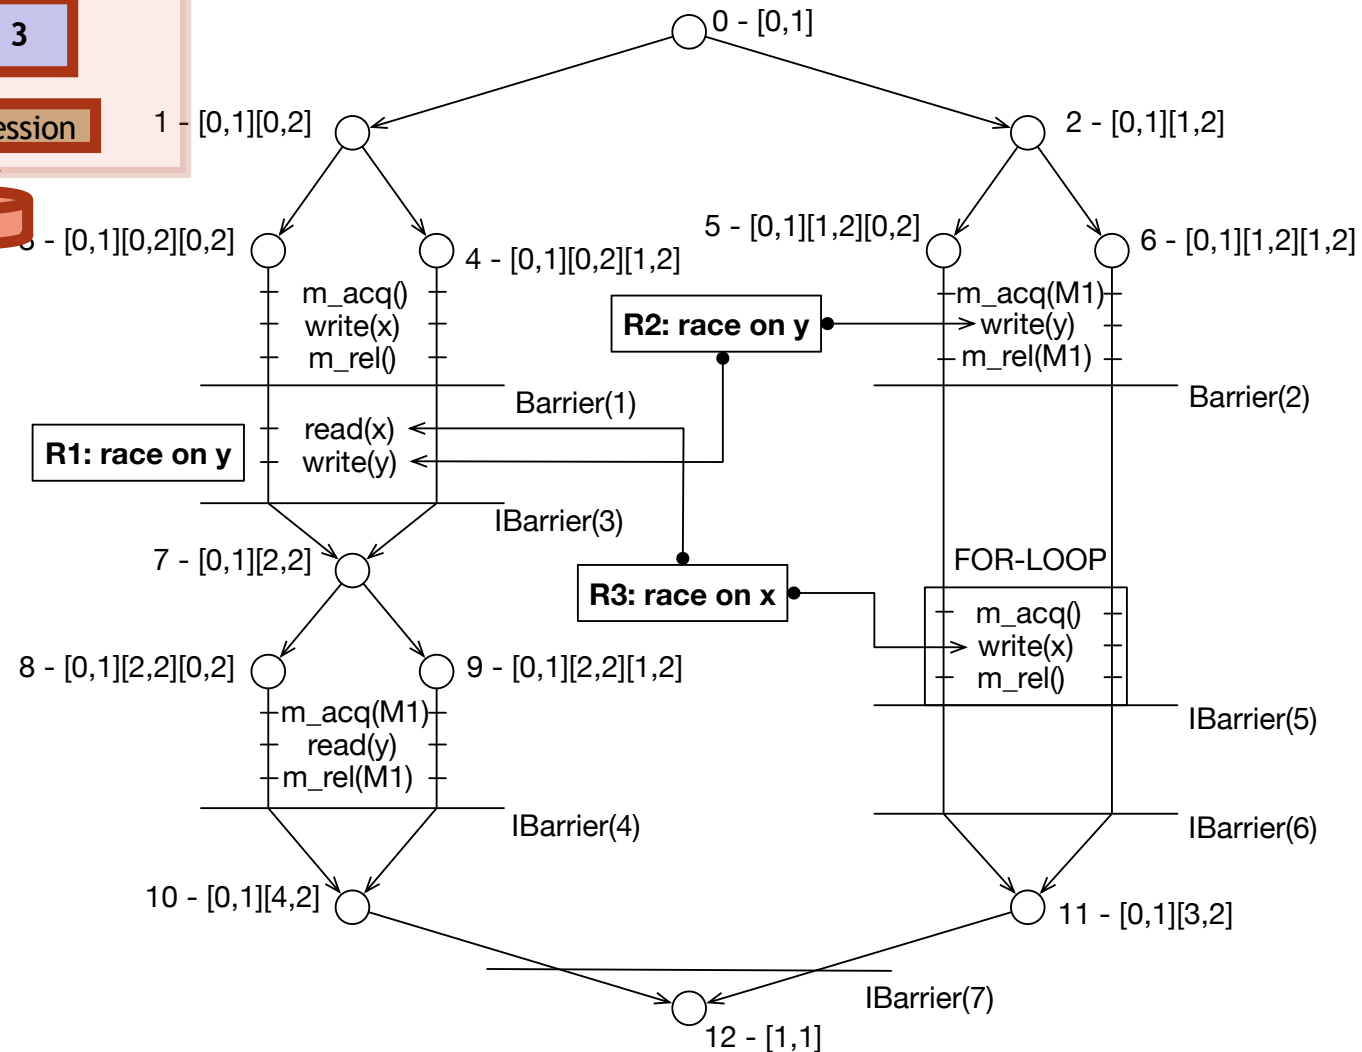 3
ession
0 - [0,1]
1 - [0,1][0,2]
2 - [0,1][1,2]
- [0,1][0,2][0,2]
4 - [0,1][0,2][1,2]
5 - [0,1][1,2][0,2]
6 - [0,1][1,2][1,2]
m_acq()
write(x)
m_rel()
R2: race on y
m_acq(M1)
write(y)
m_rel(M1)
Barrier(1)
Barrier(2)
R1: race on y
read(x)
write(y)
IBarrier(3)
7 - [0,1][2,2]
R3: race on x
FOR-LOOP
m_acq()
write(x)
m_rel()
8 - [0,1][2,2][0,2]
9 - [0,1][2,2][1,2]
m_acq(M1)
read(y)
m_rel(M1)
IBarrier(5)
IBarrier(4)
IBarrier(6)
10 - [0,1][4,2]
11 - [0,1][3,2]
IBarrier(7)
12 - [1,1]